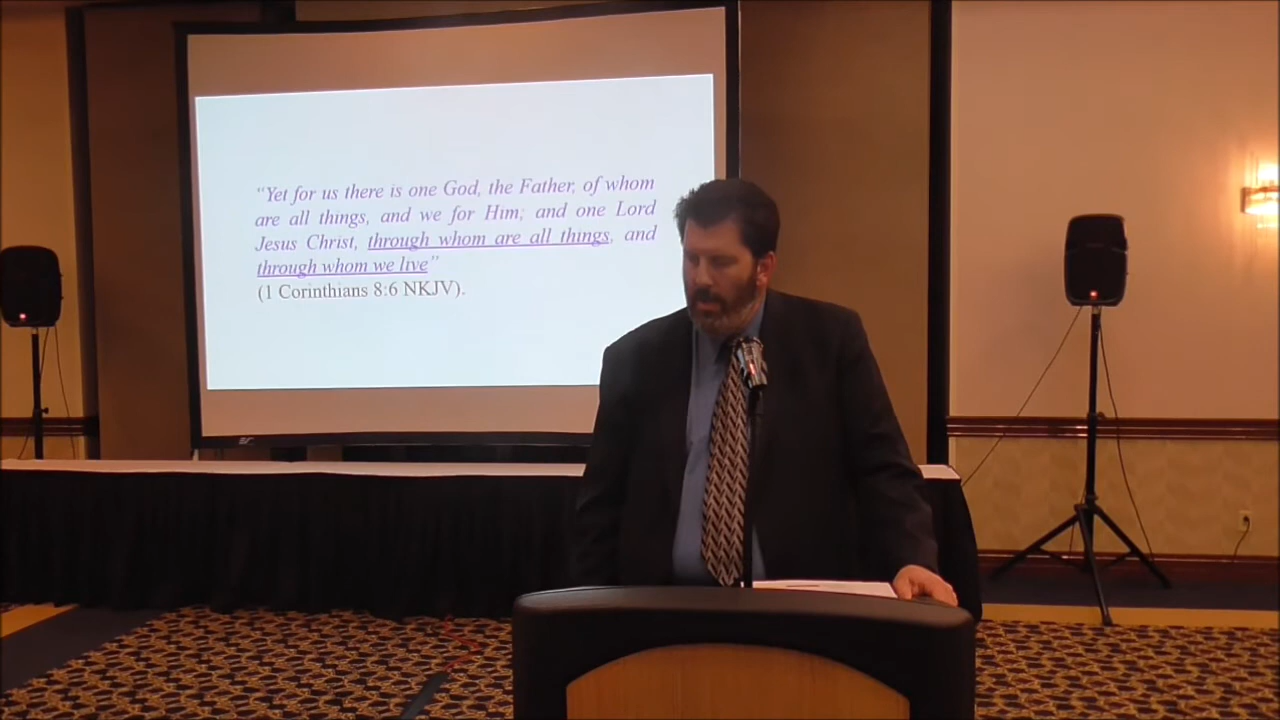 “Yet for us there is one God, the Father, of whom
are all things, and we for Him; and one Lord
Jesus Christ, through whom are all things, and
through whom we live”
(1 Corinthians 8:6 NKJV).